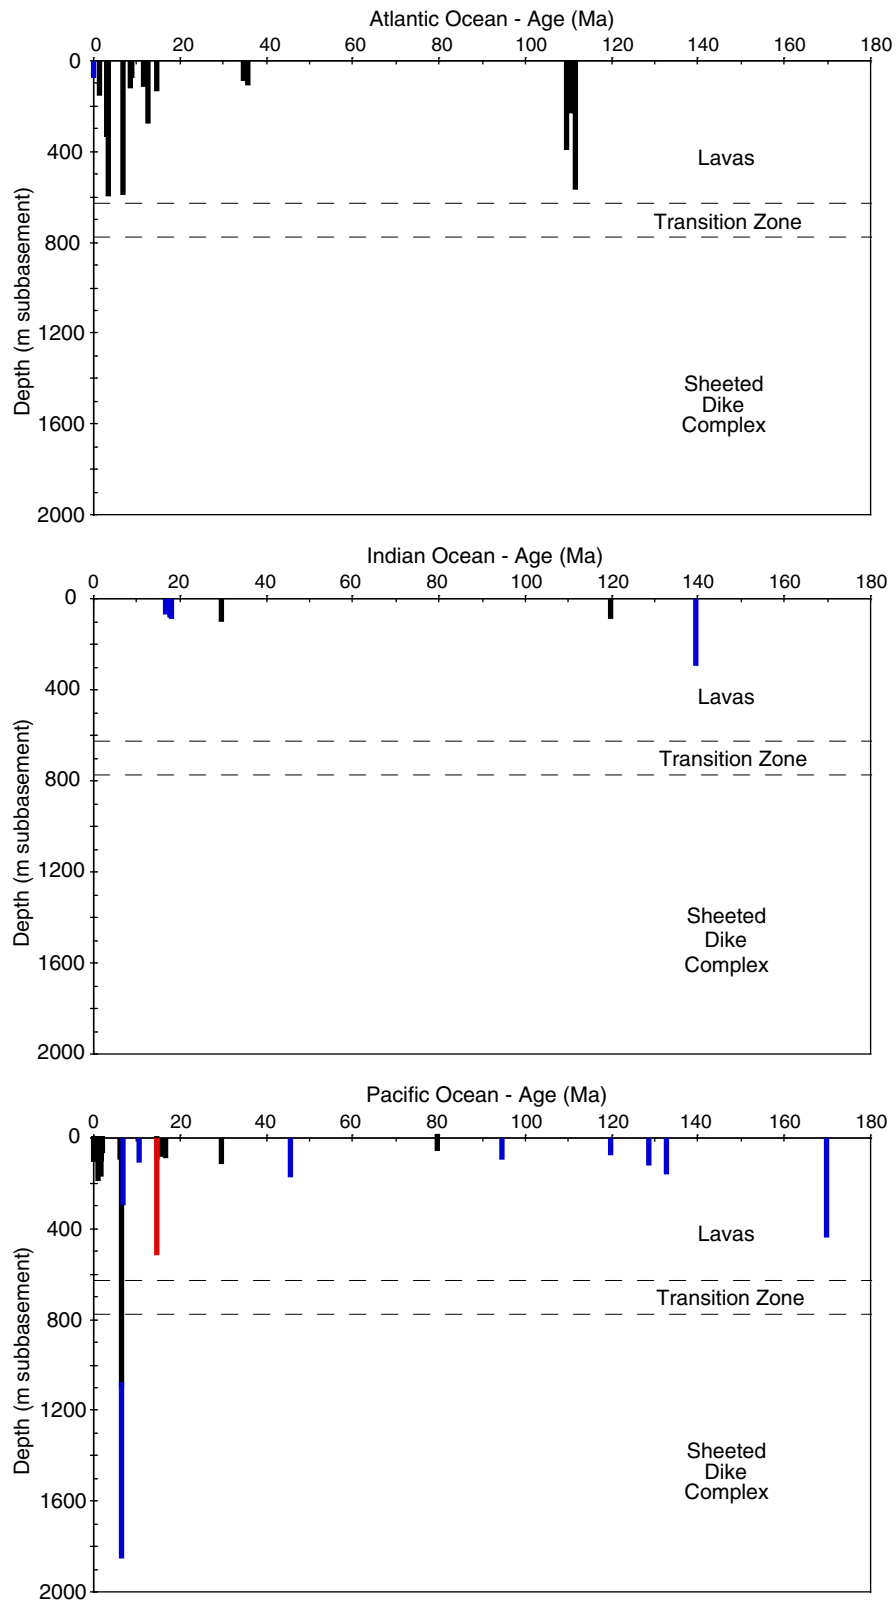 Atlantic Ocean - Age (Ma)
0 20 40 60 80 100 120 140 160 180
0
400
800
1200
1600
2000
Depth (m subbasement)
Lavas
Transition Zone
Sheeted
Dike
Complex
Indian Ocean - Age (Ma)
0 20 40 60 80 100 120 140 160 180
0
400
800
1200
1600
2000
Depth (m subbasement)
Lavas
Transition Zone
Sheeted
Dike
Complex
Pacific Ocean - Age (Ma)
0 20 40 60 80 100 120 140 160 180
0
400
800
1200
1600
2000
Depth (m subbasement)
Lavas
Transition Zone
Sheeted
Dike
Complex